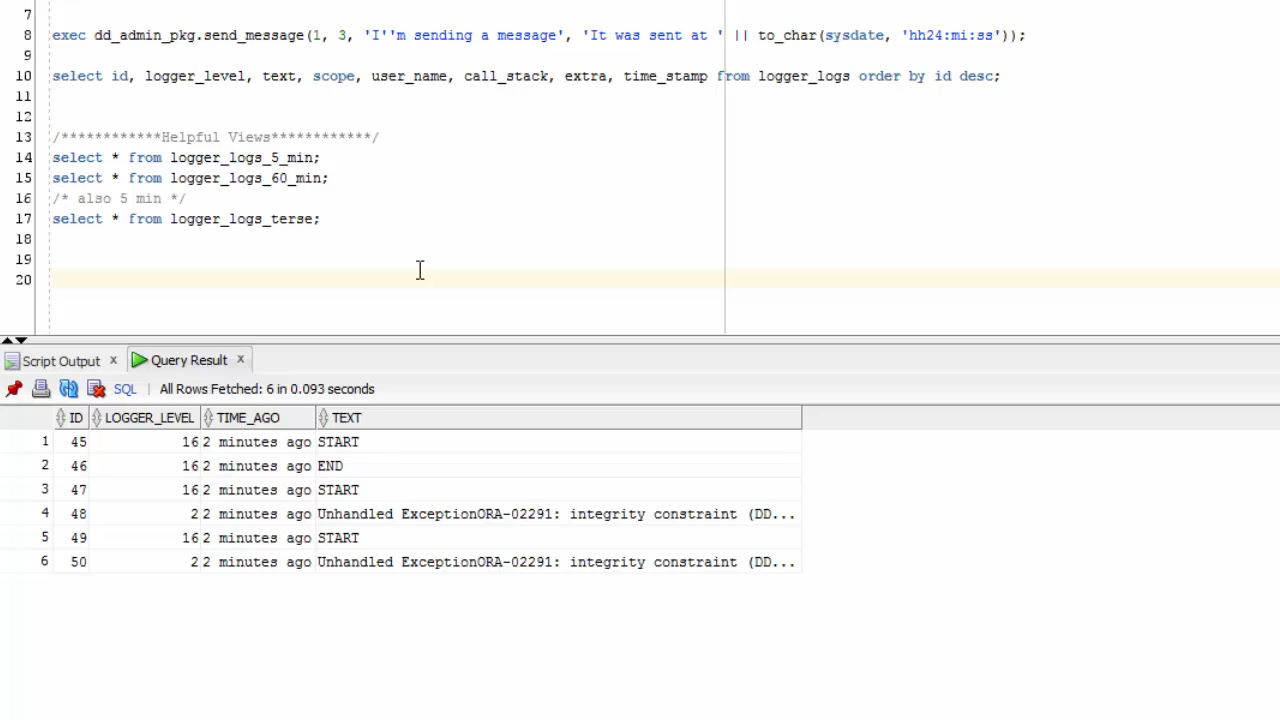 7
8 exec dd_admin_pkg.send_message(1, 3, 'I''m sending a message', 'It was sent at ' || to_char(sysdate, 'hh24:mi:ss'));
9
10 select id, logger_level, text, scope, user_name, call_stack, extra, time_stamp from logger_logs order by id desc;
11
12
13 /************Helpful Views************/
14 select * from logger_logs_5_min;
15 select * from logger_logs_60_min;
16 /* also 5 min */
17 select * from logger_logs_terse;
18
19
20
Script Output x Query Result x
SQL | All Rows Fetched: 6 in 0.093 seconds
ID LOGGER_LEVEL TIME_AGO TEXT
1 45 16 2 minutes ago START
2 46 16 2 minutes ago END
3 47 16 2 minutes ago START
4 48 2 2 minutes ago Unhandled ExceptionORA-02291: integrity constraint (DD...
5 49 16 2 minutes ago START
6 50 2 2 minutes ago Unhandled ExceptionORA-02291: integrity constraint (DD...